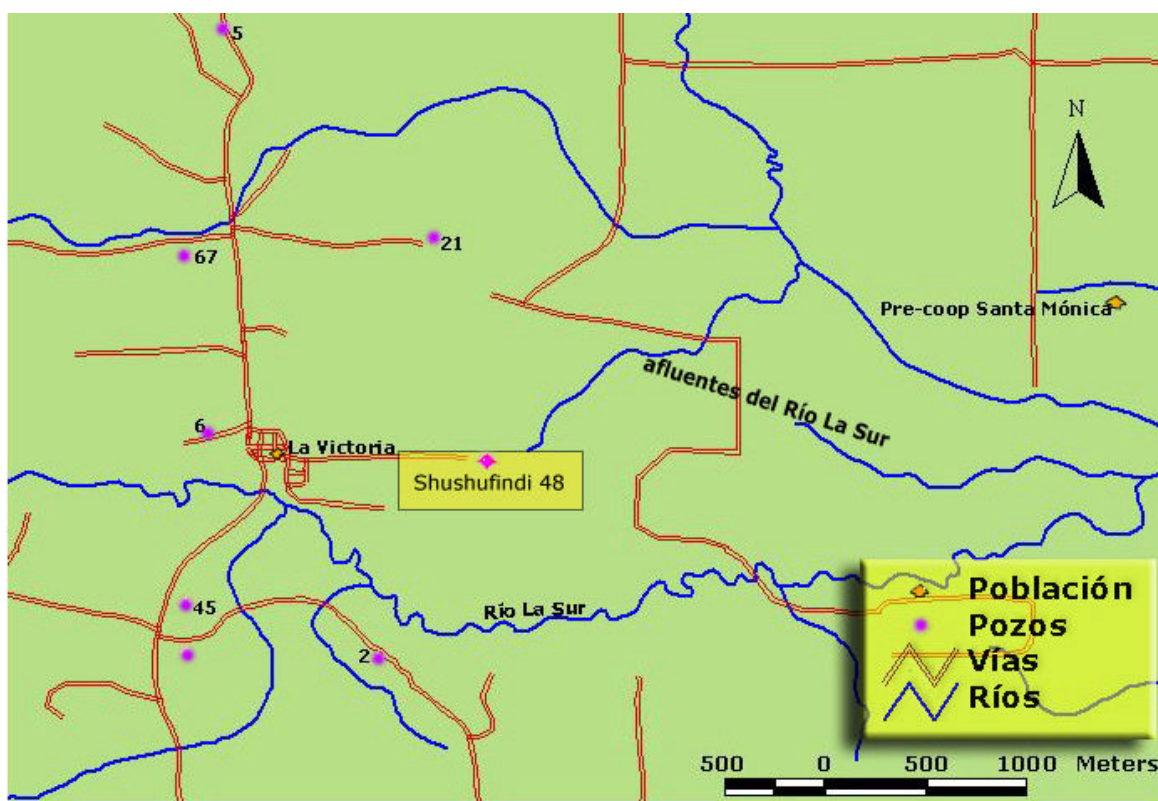 5
N
21
67
Pre-coop Santa Mónica
afluentes del Río La Sur
6
La Victoria
Shushufindi 48
Población
45
Río La Sur
Pozos
2
Vías
Ríos
500 0 500 1000 Meters